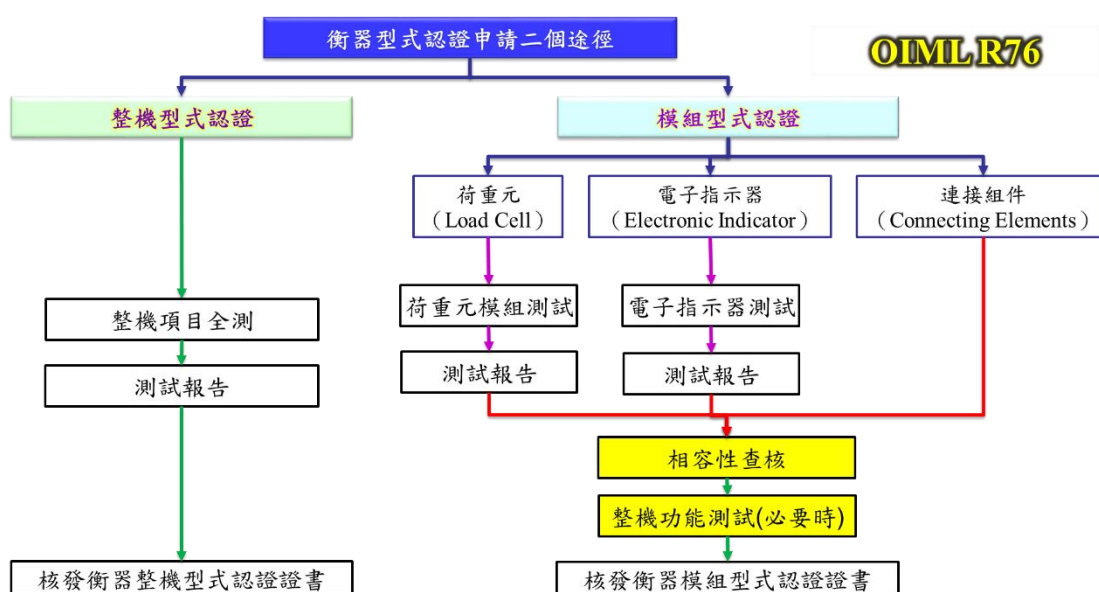 衡器型式認證申請二個途徑
OIML R76
整機型式認證
模組型式認證
荷重元
（Load Cell）
電子指示器
（Electronic Indicator）
連接組件
（Connecting Elements）
整機項目全測
荷重元模組測試
電子指示器測試
測試報告
測試報告
測試報告
相容性查核
整機功能測試(必要時)
核發衡器整機型式認證證書
核發衡器模組型式認證證書